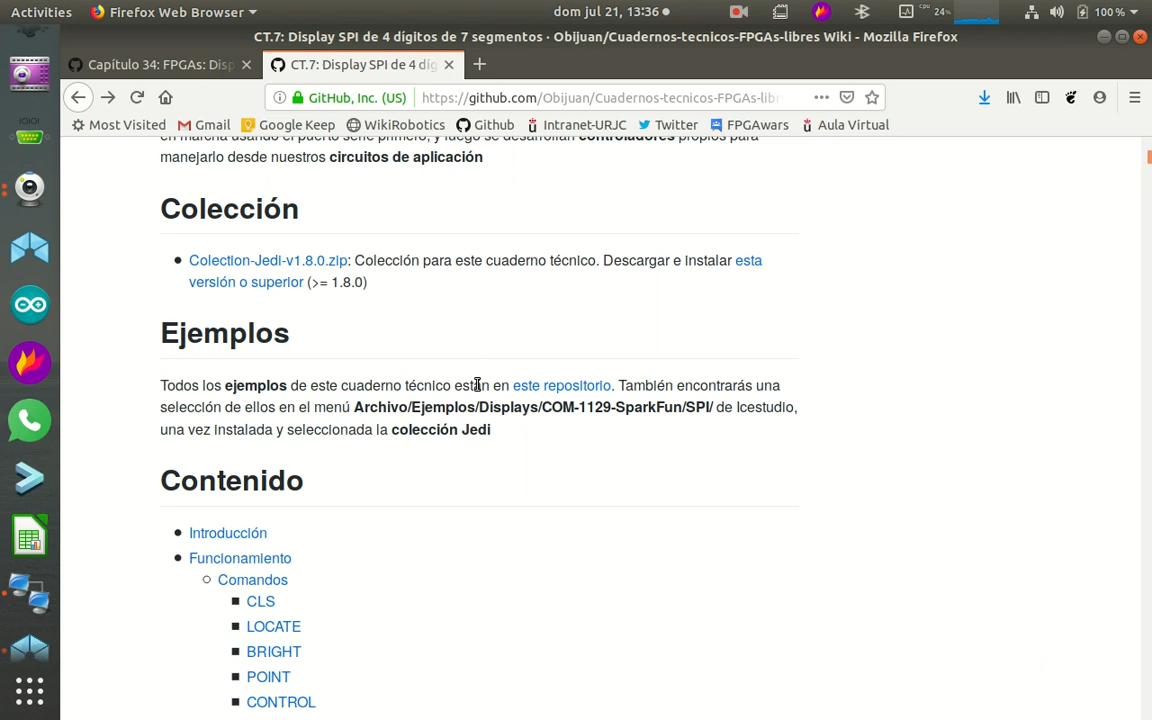 Activities Firefox Web Browser dom jul 21, 13:36 cpu 24% 100%
CT.7: Display SPI de 4 dígitos de 7 segmentos · Obijuan/Cuadernos-tecnicos-FPGAs-libres Wiki - Mozilla Firefox
Capítulo 34: FPGAs: Disp CT.7: Display SPI de 4 díg
GitHub, Inc. (US) https://github.com/Obijuan/Cuadernos-tecnicos-FPGAs-libr
Most Visited Gmail Google Keep WikiRobotics Github Intranet-URJC Twitter FPGAwars Aula Virtual
en marcha usando el puerto serie primero, y luego se desarrollan controladores propios para
manejarlo desde nuestros circuitos de aplicación
Colección
Colection-Jedi-v1.8.0.zip: Colección para este cuaderno técnico. Descargar e instalar esta
versión o superior (>= 1.8.0)
Ejemplos
Todos los ejemplos de este cuaderno técnico están en este repositorio. También encontrarás una
selección de ellos en el menú Archivo/Ejemplos/Displays/COM-1129-SparkFun/SPI/ de Icestudio,
una vez instalada y seleccionada la colección Jedi
Contenido
Introducción
Funcionamiento
Comandos
CLS
LOCATE
BRIGHT
POINT
CONTROL